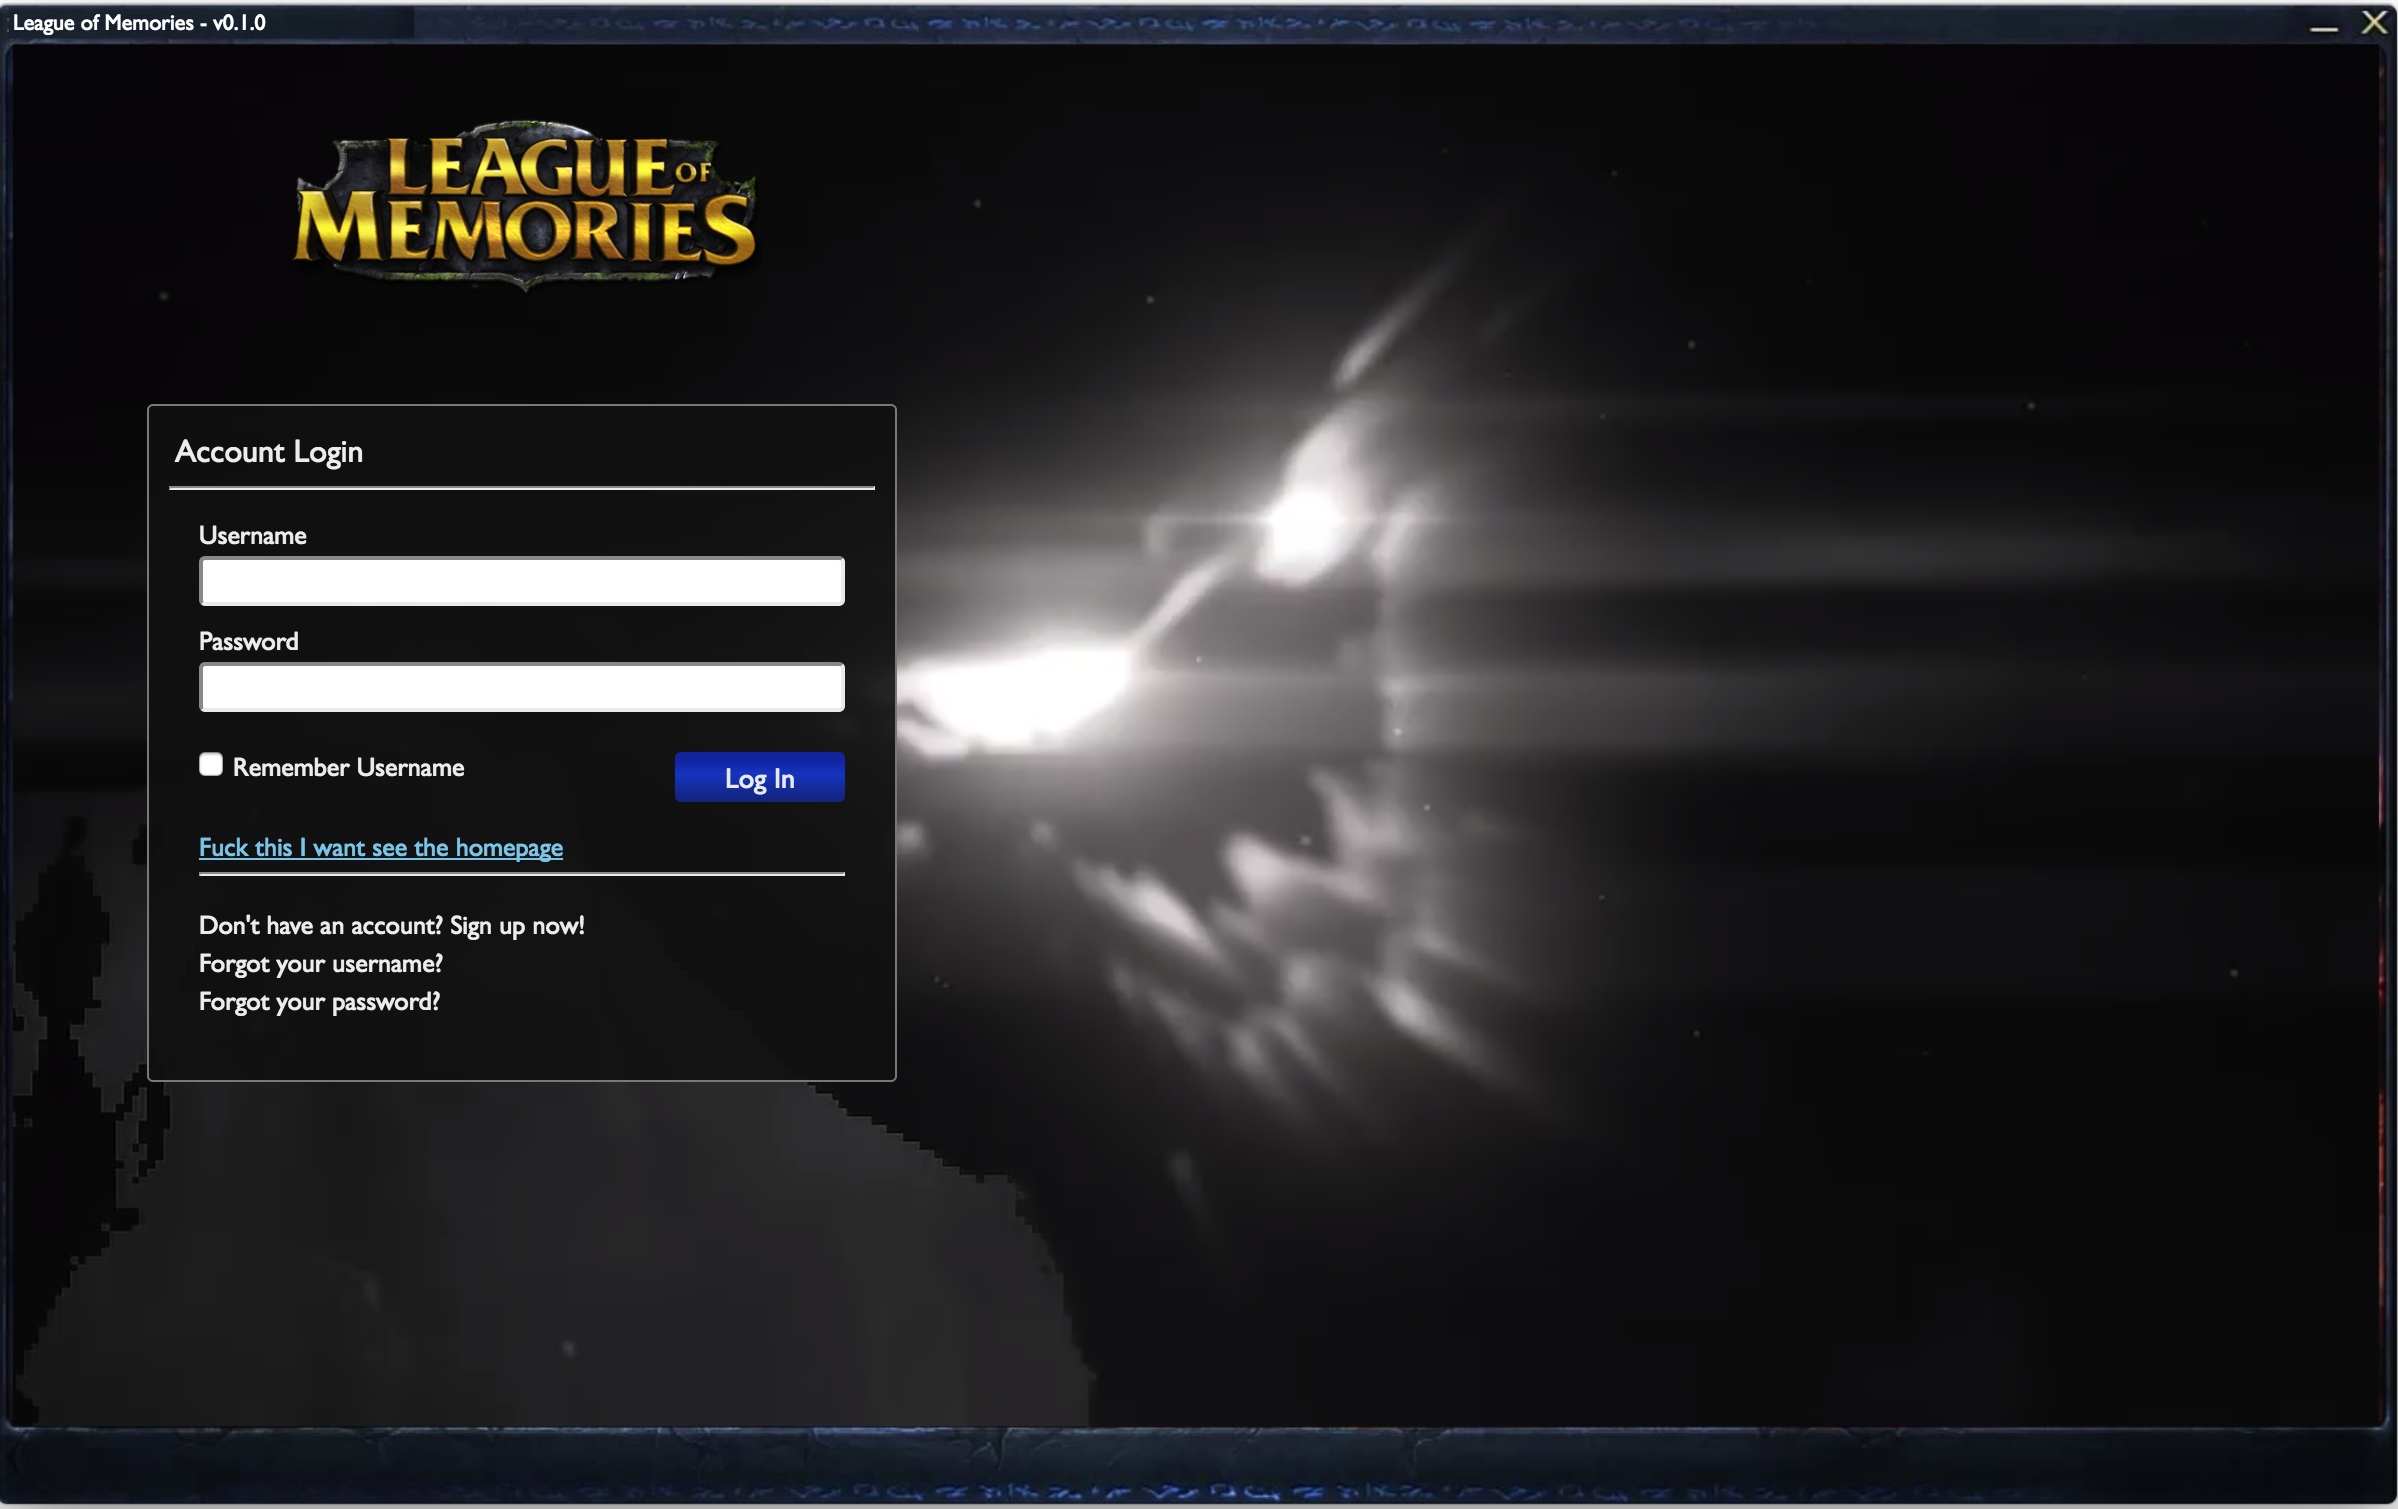 League of Memories - v0.1.0
LEAGUE OF
MEMORIES
Account Login
Username
Password
Remember Username
Log In
Fuck this I want see the homepage
Don't have an account? Sign up now!
Forgot your username?
Forgot your password?